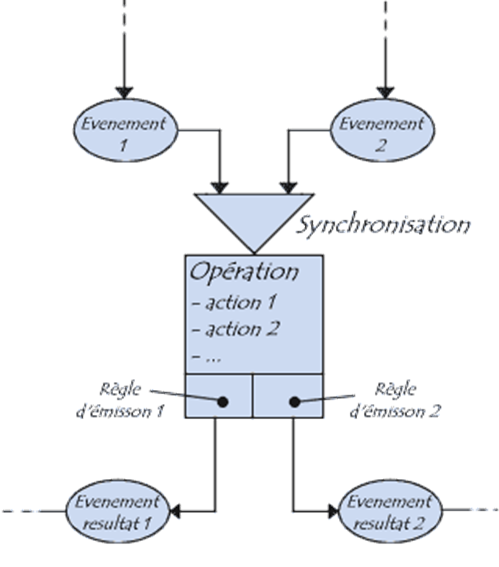 Evenement
1
Evenement
2
Synchronisation
Opération
- action 1
- action 2
- ...
Règle
d'émisson 1
Règle
d'émisson 2
Evenement
resultat 1
Evenement
resultat 2